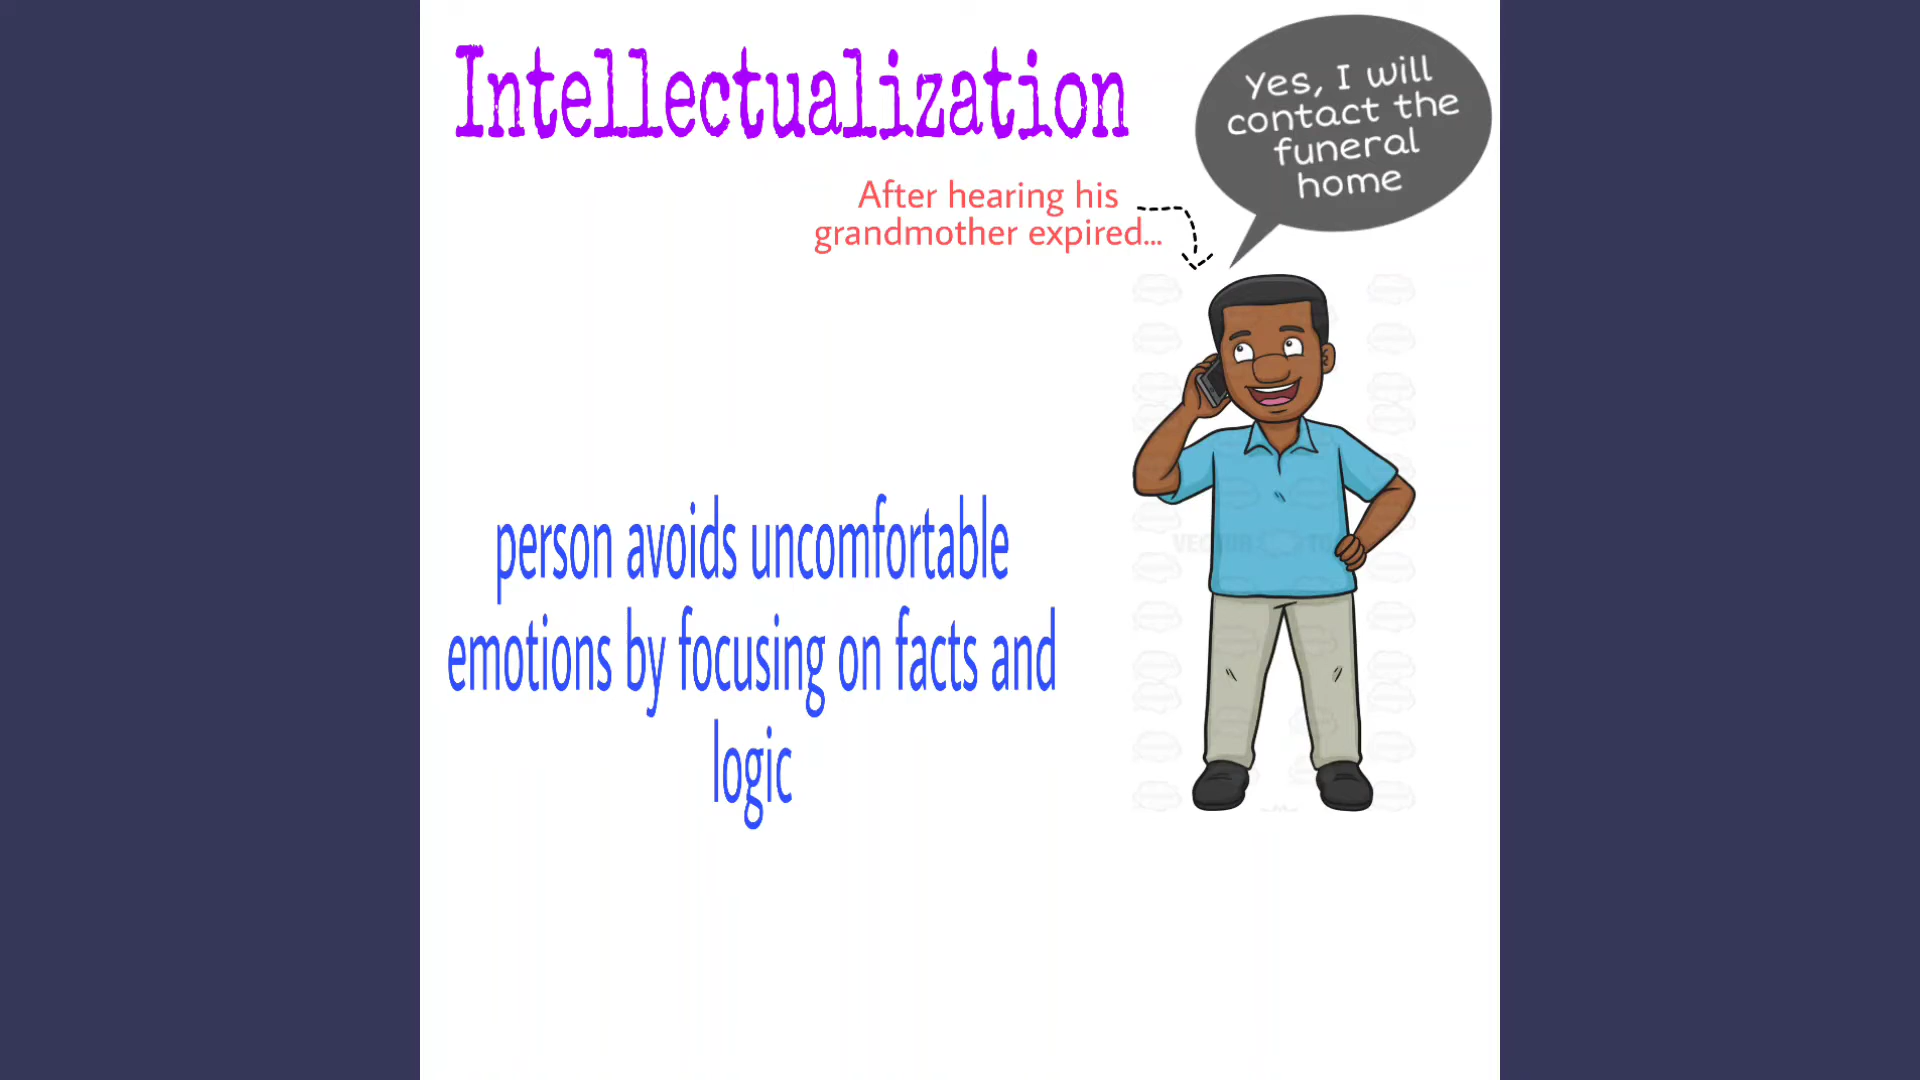 Intellectualization
Yes, I will
contact the
funeral
home
After hearing his
grandmother expired...
person avoids uncomfortable
emotions by focusing on facts and
logic